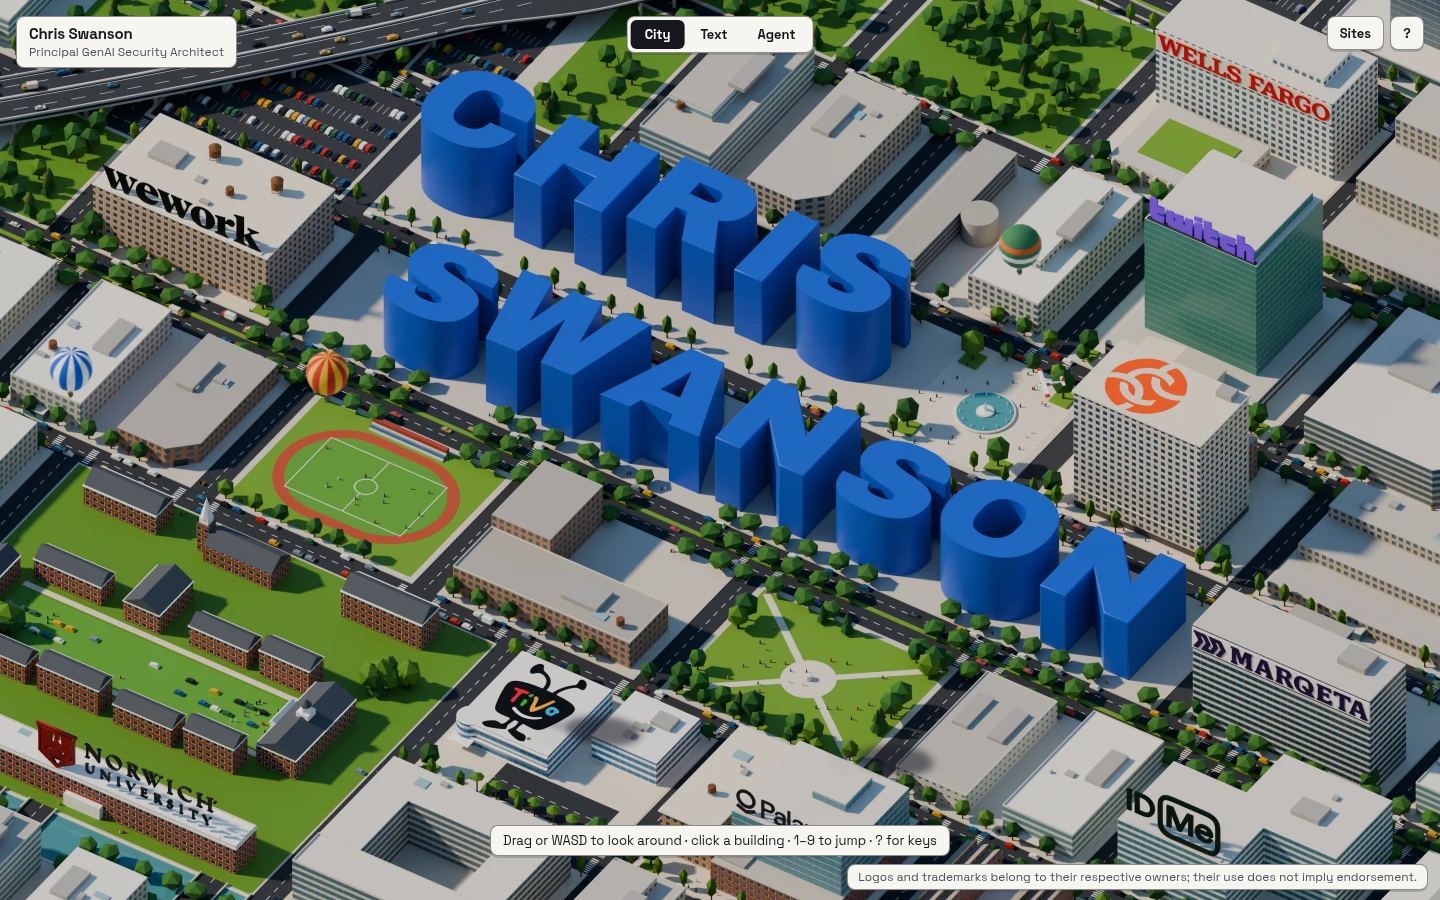 Chris Swanson
Principal GenAI Security Architect
City Text Agent
Sites ?
WELLS FARGO
CHRIS
wework
twitch
SWANSON
MARQETA
TiVo
NORWICH
UNIVERSITY
ID Me
Drag or WASD to look around · click a building · 1–9 to jump · ? for keys
Logos and trademarks belong to their respective owners; their use does not imply endorsement.